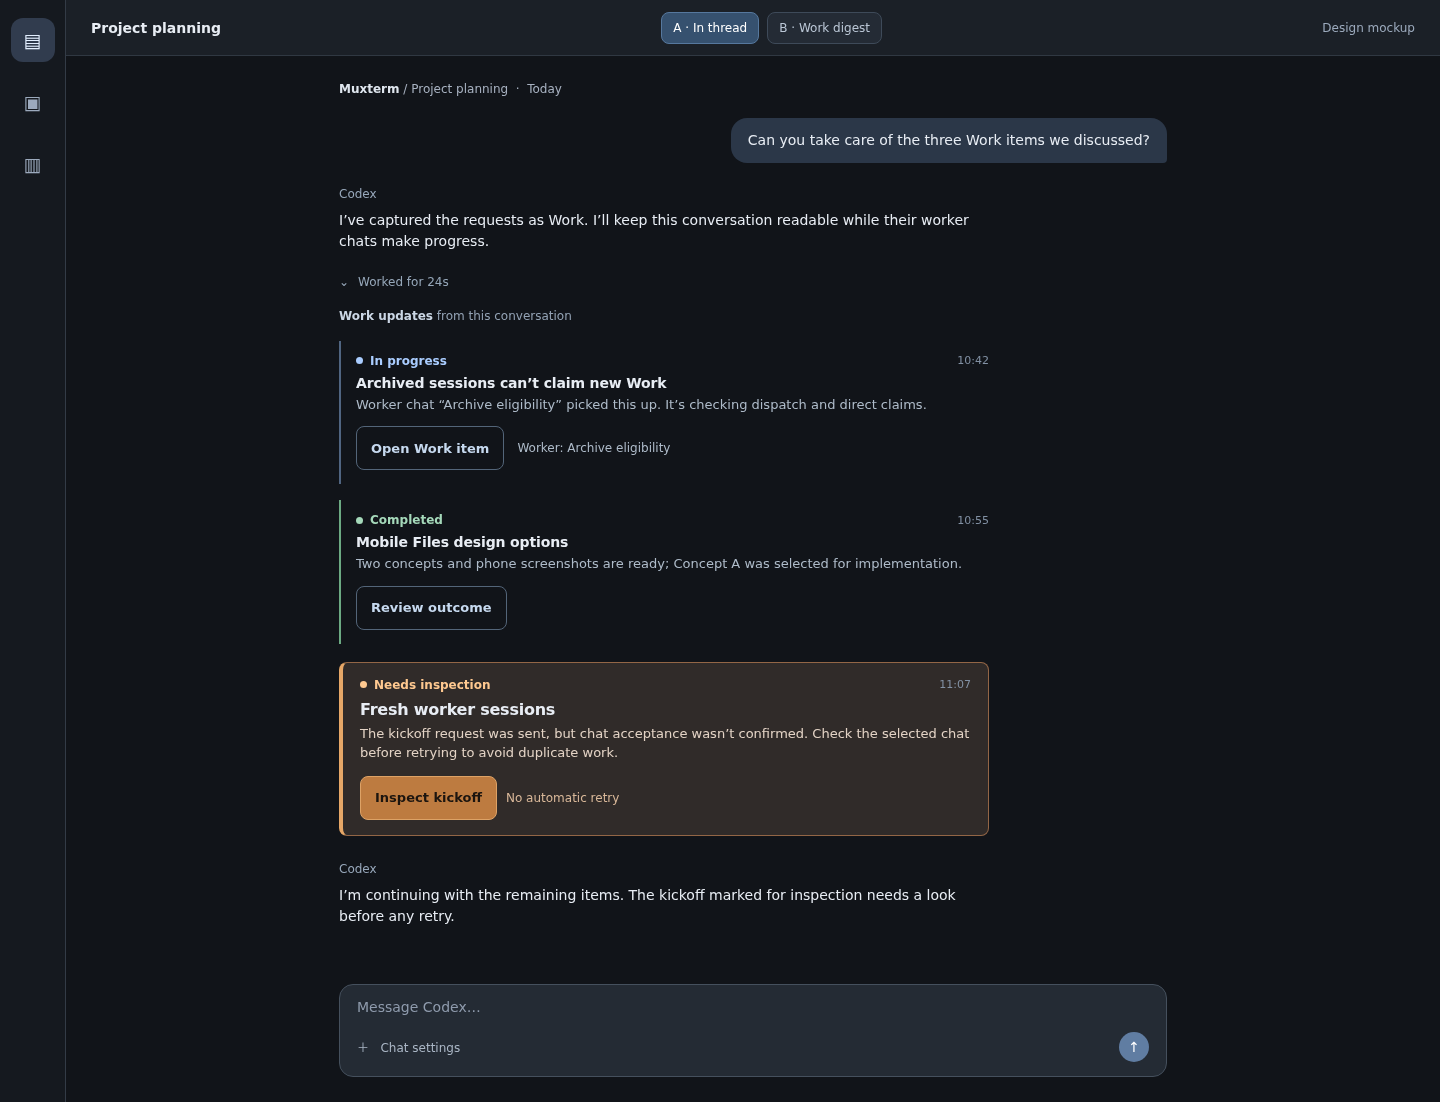 Project planning
A · In thread
B · Work digest
Design mockup
Muxterm / Project planning · Today
Can you take care of the three Work items we discussed?
Codex
I’ve captured the requests as Work. I’ll keep this conversation readable while their worker
chats make progress.
Worked for 24s
Work updates from this conversation
In progress
10:42
Archived sessions can’t claim new Work
Worker chat “Archive eligibility” picked this up. It’s checking dispatch and direct claims.
Open Work item
Worker: Archive eligibility
Completed
10:55
Mobile Files design options
Two concepts and phone screenshots are ready; Concept A was selected for implementation.
Review outcome
Needs inspection
11:07
Fresh worker sessions
The kickoff request was sent, but chat acceptance wasn’t confirmed. Check the selected chat
before retrying to avoid duplicate work.
Inspect kickoff
No automatic retry
Codex
I’m continuing with the remaining items. The kickoff marked for inspection needs a look
before any retry.
Message Codex…
+ Chat settings